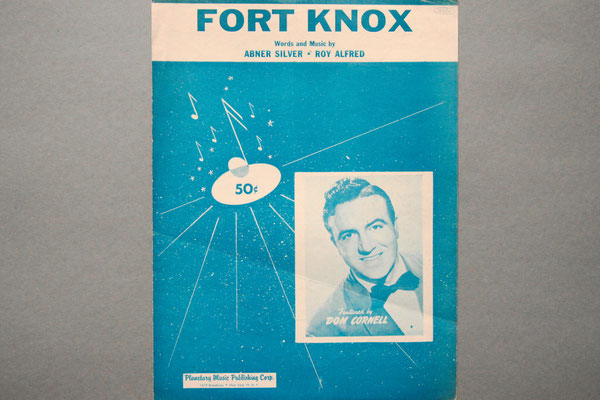 FORT KNOX
Words and Music by
ABNER SILVER • ROY ALFRED
50¢
Featured by
DON CORNELL
Planetary Music Publishing Corp.